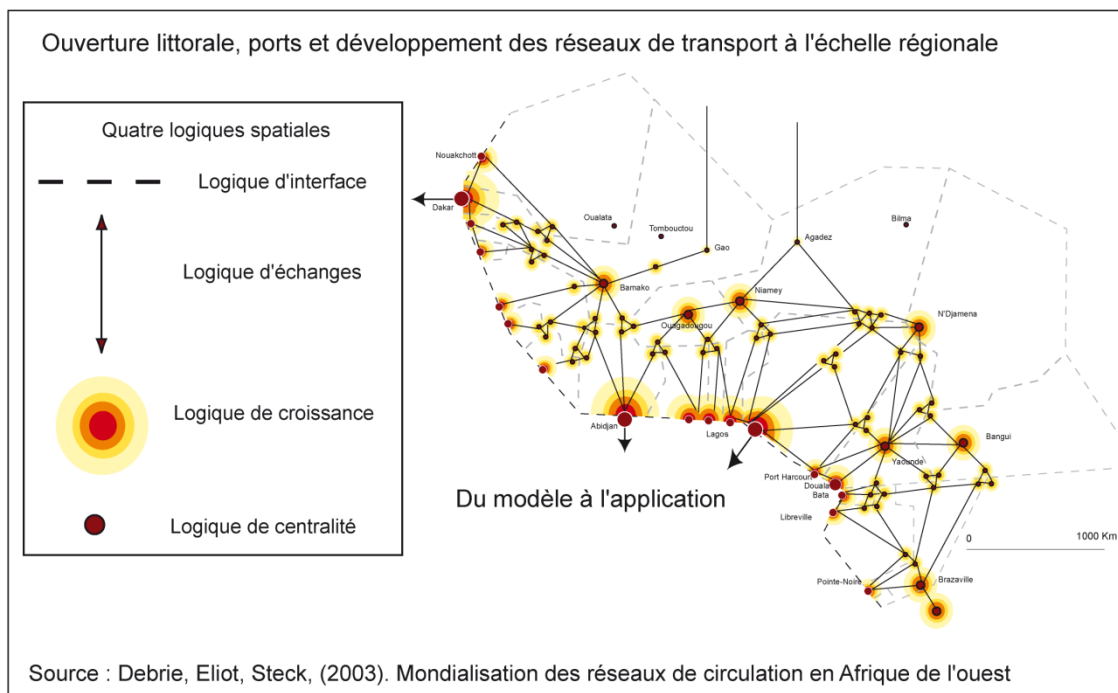 Ouverture littorale, ports et développement des réseaux de transport à l'échelle régionale
Quatre logiques spatiales
Logique d'interface
Logique d'échanges
Logique de croissance
Logique de centralité
Nouakchott
Dakar
Oualata
Tombouctou
Gao
Agadez
Bilma
Bamako
Niamey
Ouagadougou
N'Djamena
Abidjan
Lagos
Port Harcourt
Douala
Bata
Libreville
Yaounde
Bangui
Pointe-Noire
Brazaville
Du modèle à l'application
0
1000 Km
Source : Debrie, Eliot, Steck, (2003). Mondialisation des réseaux de circulation en Afrique de l'ouest